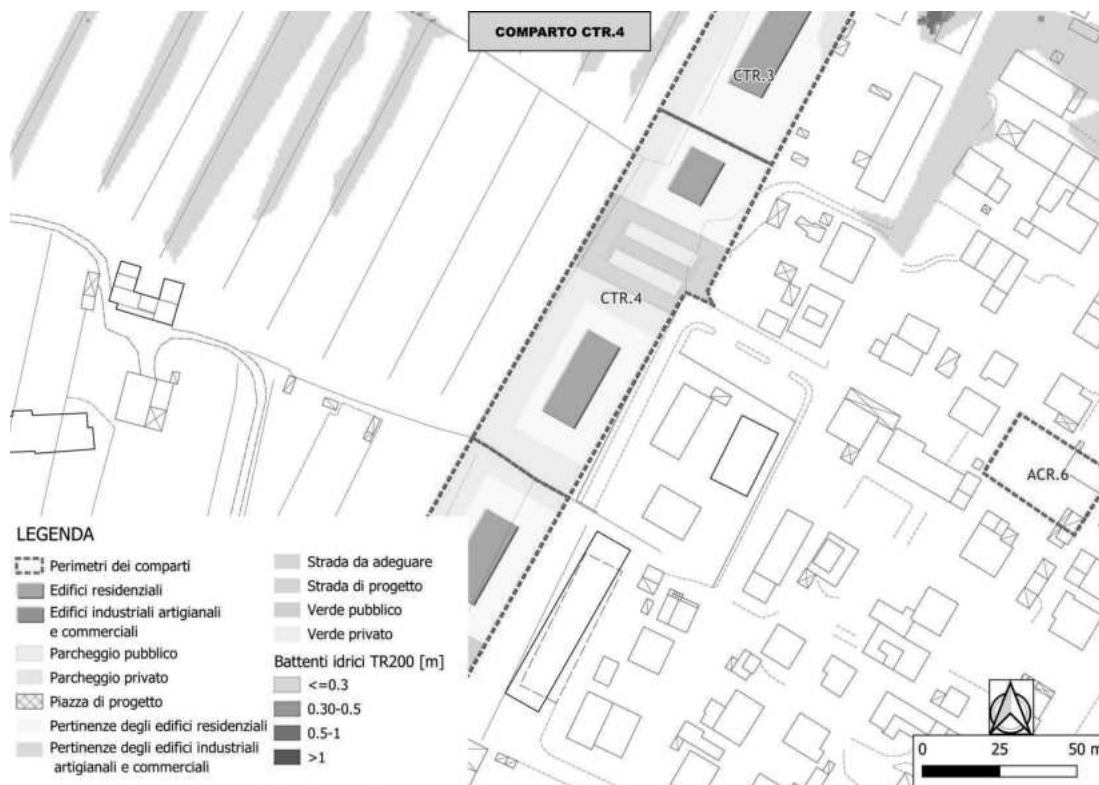 COMPARTO CTR.4
CTR.3
CTR.4
ACR.6
LEGENDA
Perimetri dei comparti
Edifici residenziali
Edifici industriali artigianali
e commerciali
Parcheggio pubblico
Parcheggio privato
Piazza di progetto
Pertinenze degli edifici residenziali
Pertinenze degli edifici industriali
artigianali e commerciali
Strada da adeguare
Strada di progetto
Verde pubblico
Verde privato
Battenti idrici TR200 [m]
<=0.3
0.30-0.5
0.5-1
>1
0 25 50 m